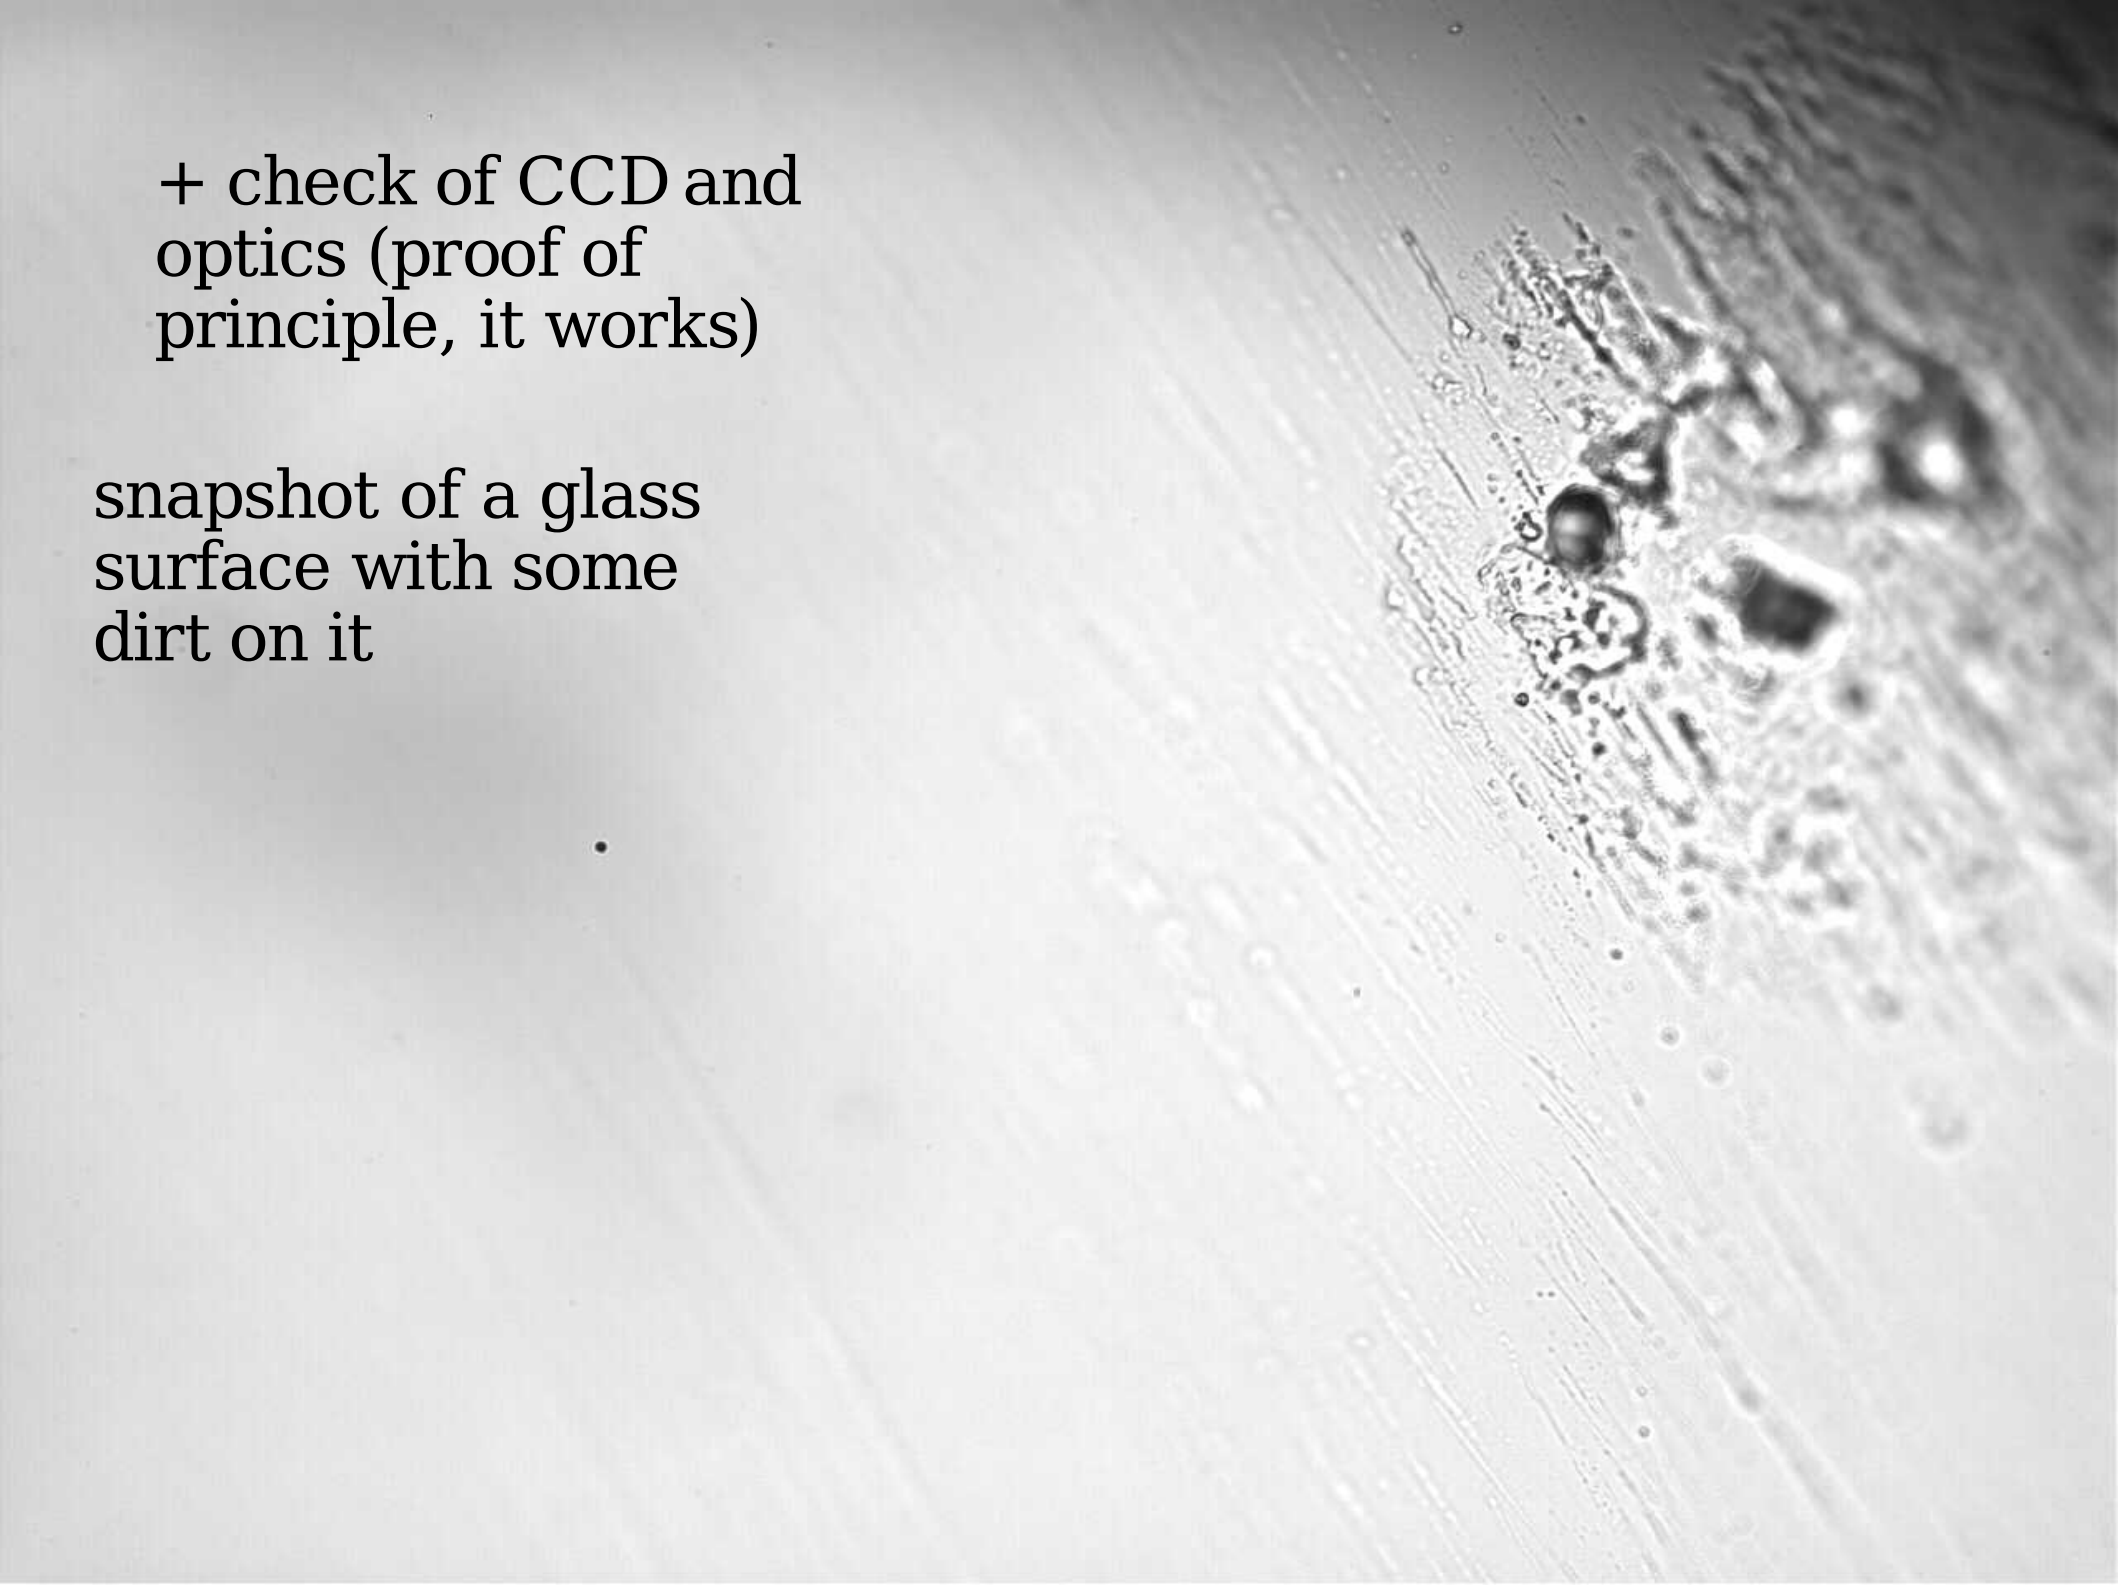 + check of CCD and
optics (proof of
principle, it works)
snapshot of a glass
surface with some
dirt on it